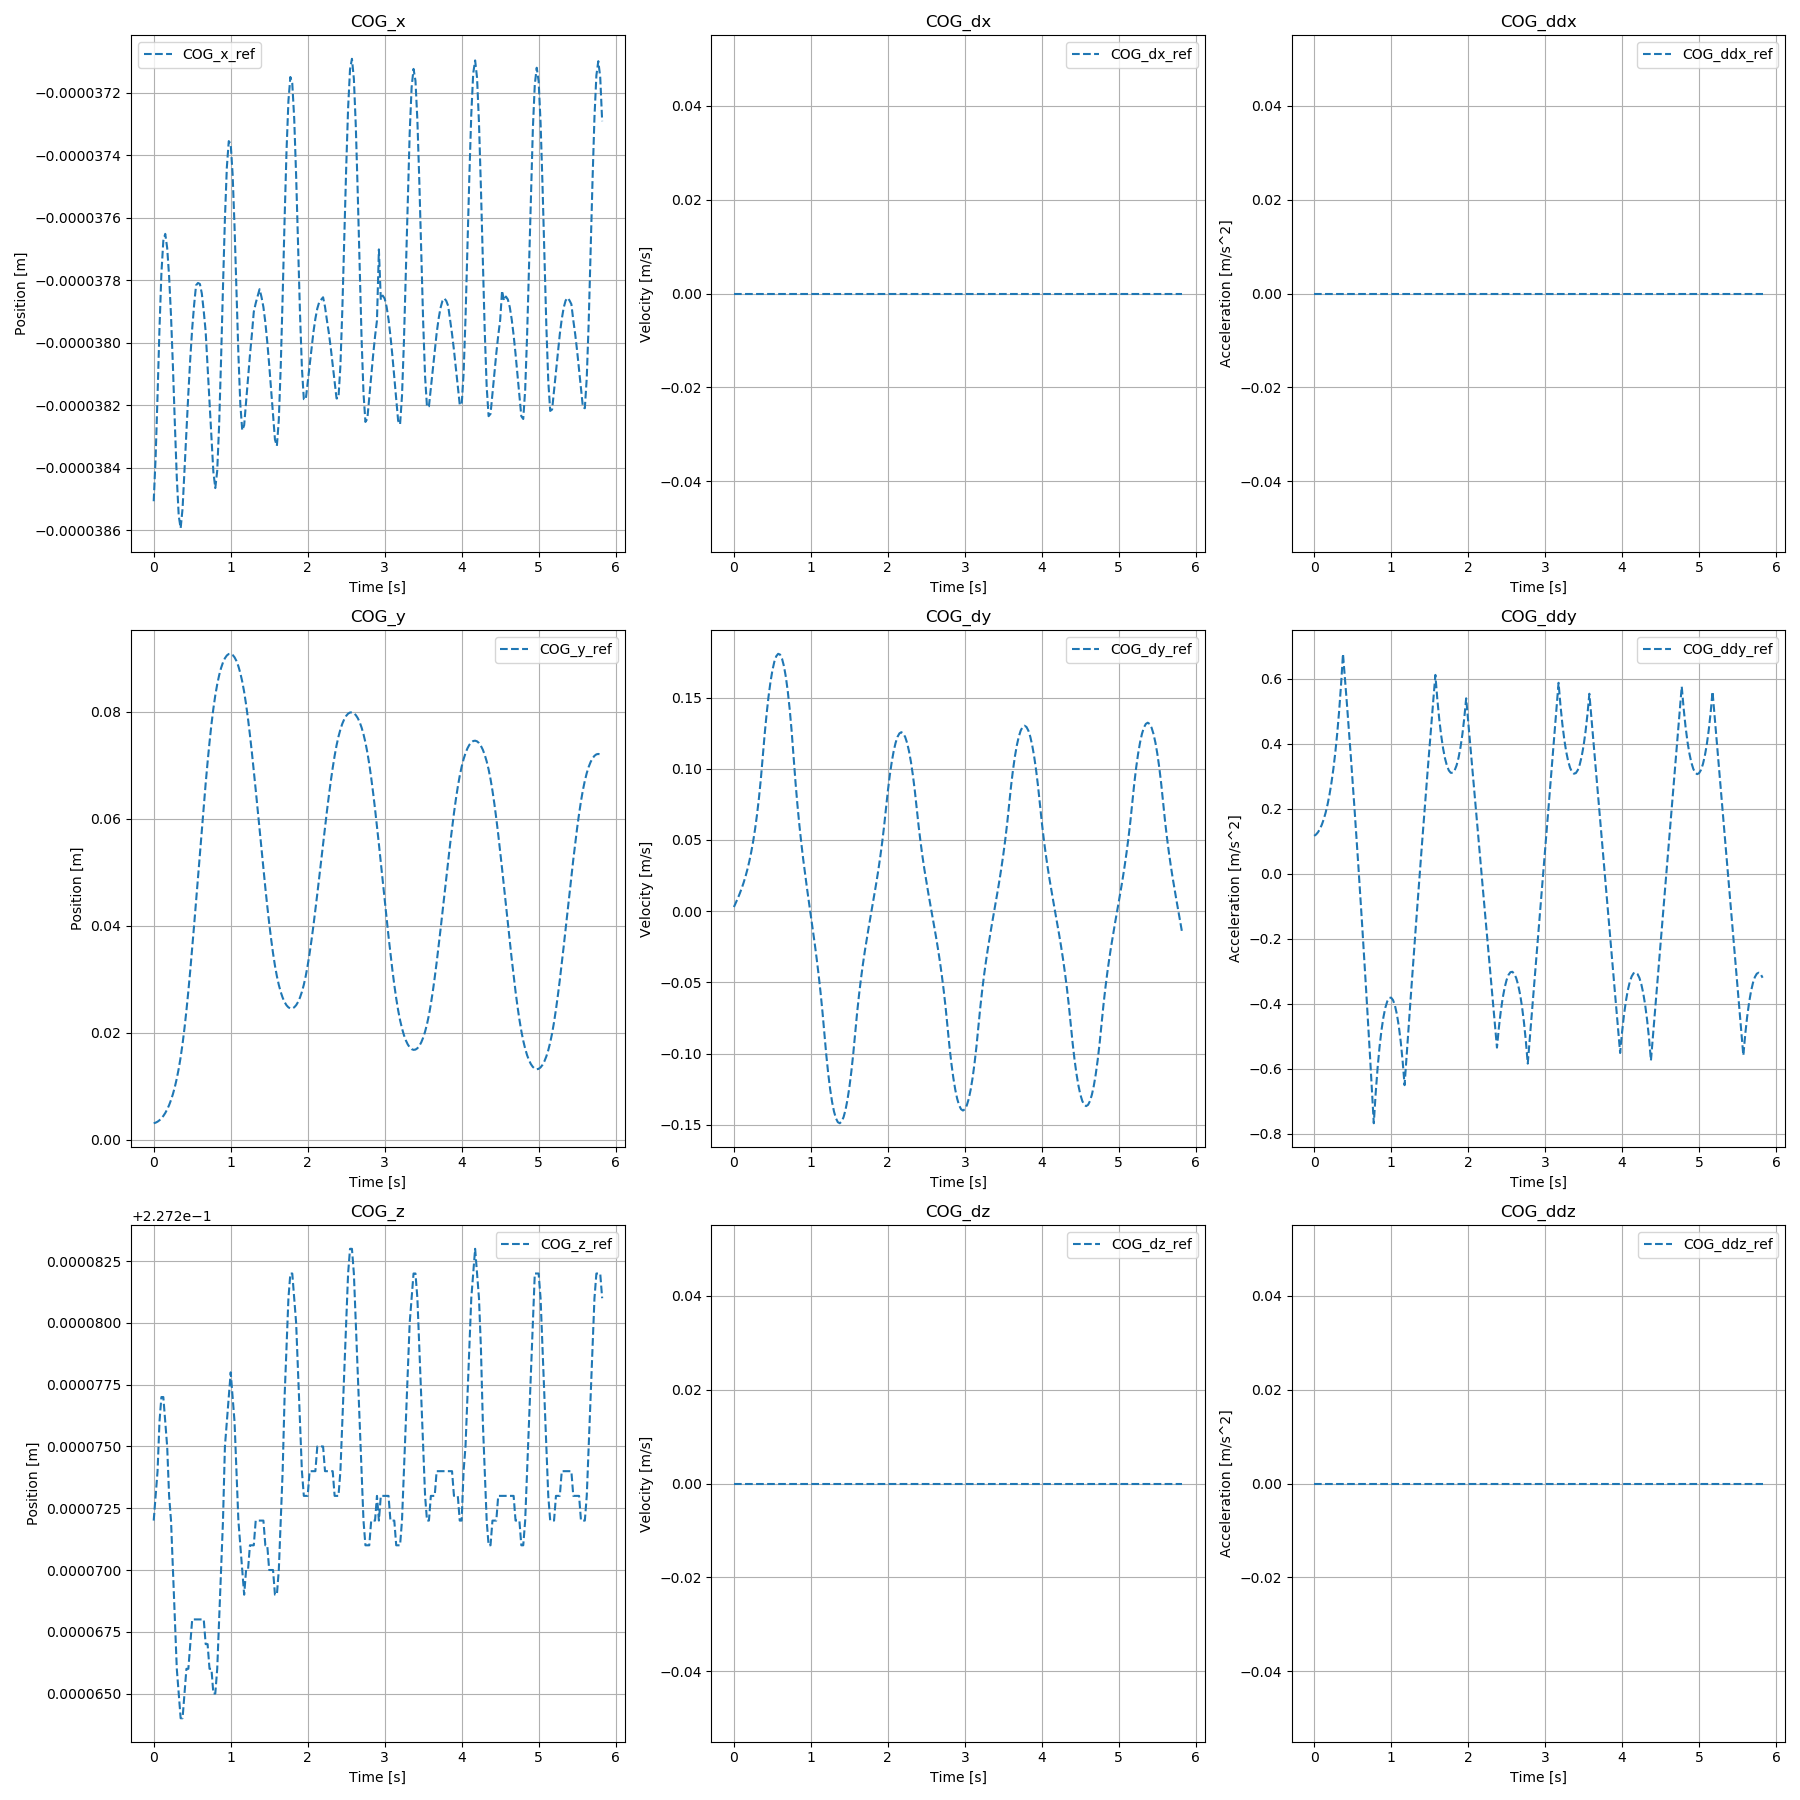 COG_x
COG_x_ref
−0.0000372
−0.0000374
−0.0000376
−0.0000378
−0.0000380
−0.0000382
−0.0000384
−0.0000386
Position [m]
0 1 2 3 4 5 6
Time [s]
COG_dx
COG_dx_ref
0.04
0.02
0.00
−0.02
−0.04
Velocity [m/s]
0 1 2 3 4 5 6
Time [s]
COG_ddx
COG_ddx_ref
0.04
0.02
0.00
−0.02
−0.04
Acceleration [m/s^2]
0 1 2 3 4 5 6
Time [s]
COG_y
COG_y_ref
0.08
0.06
0.04
0.02
0.00
Position [m]
0 1 2 3 4 5 6
Time [s]
COG_dy
COG_dy_ref
0.15
0.10
0.05
0.00
−0.05
−0.10
−0.15
Velocity [m/s]
0 1 2 3 4 5 6
Time [s]
COG_ddy
COG_ddy_ref
0.6
0.4
0.2
0.0
−0.2
−0.4
−0.6
−0.8
Acceleration [m/s^2]
0 1 2 3 4 5 6
Time [s]
COG_z
+2.272e−1
COG_z_ref
0.0000825
0.0000800
0.0000775
0.0000750
0.0000725
0.0000700
0.0000675
0.0000650
Position [m]
0 1 2 3 4 5 6
Time [s]
COG_dz
COG_dz_ref
0.04
0.02
0.00
−0.02
−0.04
Velocity [m/s]
0 1 2 3 4 5 6
Time [s]
COG_ddz
COG_ddz_ref
0.04
0.02
0.00
−0.02
−0.04
Acceleration [m/s^2]
0 1 2 3 4 5 6
Time [s]